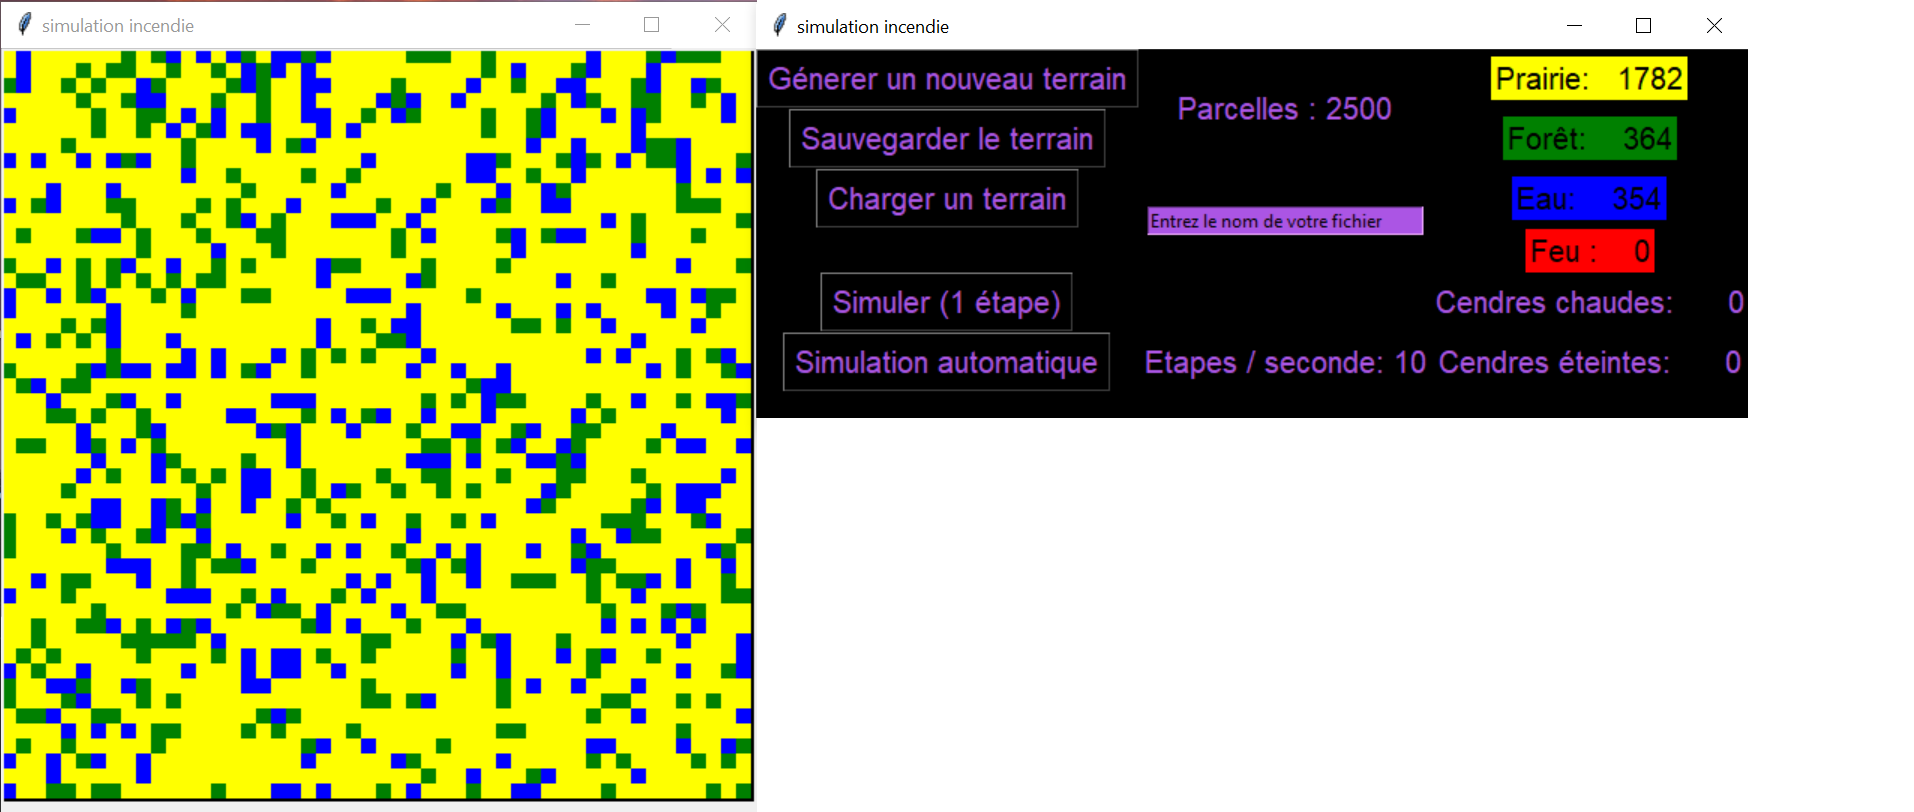 simulation incendie
simulation incendie
Génerer un nouveau terrain
Sauvegarder le terrain
Charger un terrain
Simuler (1 étape)
Simulation automatique
Parcelles : 2500
Entrez le nom de votre fichier
Etapes / seconde: 10
Prairie: 1782
Forêt: 364
Eau: 354
Feu : 0
Cendres chaudes: 0
Cendres éteintes: 0